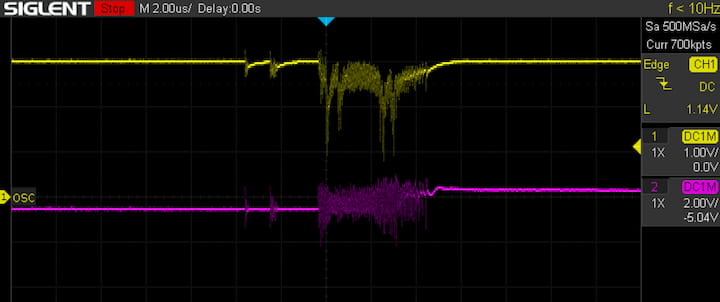 SIGLENT Stop M 2.00us/ Delay:0.00s f < 10Hz
Sa 500MSa/s
Curr 700kpts
Edge CH1
DC
L 1.14V
1 DC1M
1X 1.00V/
0.0V
2 DC1M
1X 2.00V/
-5.04V
1 OSC